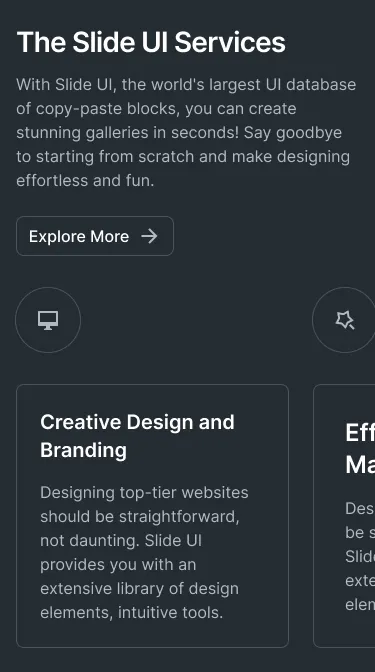 The Slide UI Services
With Slide UI, the world's largest UI database
of copy-paste blocks, you can create
stunning galleries in seconds! Say goodbye
to starting from scratch and make designing
effortless and fun.
Explore More
Creative Design and
Branding
Designing top-tier websites
should be straightforward,
not daunting. Slide UI
provides you with an
extensive library of design
elements, intuitive tools.
Eff
Ma
Des
be s
Slid
exte
elem